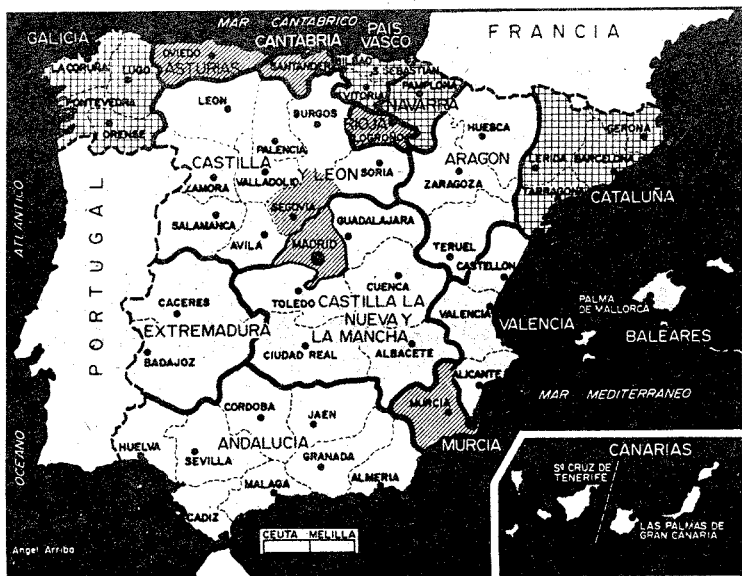 MAR CANTABRICO
GALICIA
CANTABRIA
PAIS
VASCO
FRANCIA
OVIEDO
ASTURIAS
SANTANDER
BILBAO
S. SEBASTIAN
LA CORUÑA
LUGO
VITORIA
PAMPLONA
NAVARRA
PONTEVEDRA
ORENSE
LEON
BURGOS
RIOJA
LOGROÑO
HUESCA
GERONA
PALENCIA
CASTILLA
Y LEON
SORIA
ARAGON
LERIDA
BARCELONA
ZAMORA
VALLADOLID
ZARAGOZA
TARRAGONA
CATALUÑA
SALAMANCA
SEGOVIA
GUADALAJARA
AVILA
MADRID
TERUEL
CASTELLON
ATLANTICO
PORTUGAL
CUENCA
CACERES
TOLEDO
CASTILLA LA
NUEVA Y
LA MANCHA
VALENCIA
VALENCIA
PALMA
DE MALLORCA
BALEARES
EXTREMADURA
BADAJOZ
CIUDAD REAL
ALBACETE
ALICANTE
MAR MEDITERRANEO
CORDOBA
JAEN
MURCIA
MURCIA
OCEANO
HUELVA
SEVILLA
ANDALUCIA
GRANADA
ALMERIA
MALAGA
CADIZ
CANARIAS
Sª CRUZ DE
TENERIFE
LAS PALMAS DE
GRAN CANARIA
CEUTA MELILLA
Angel Arriba